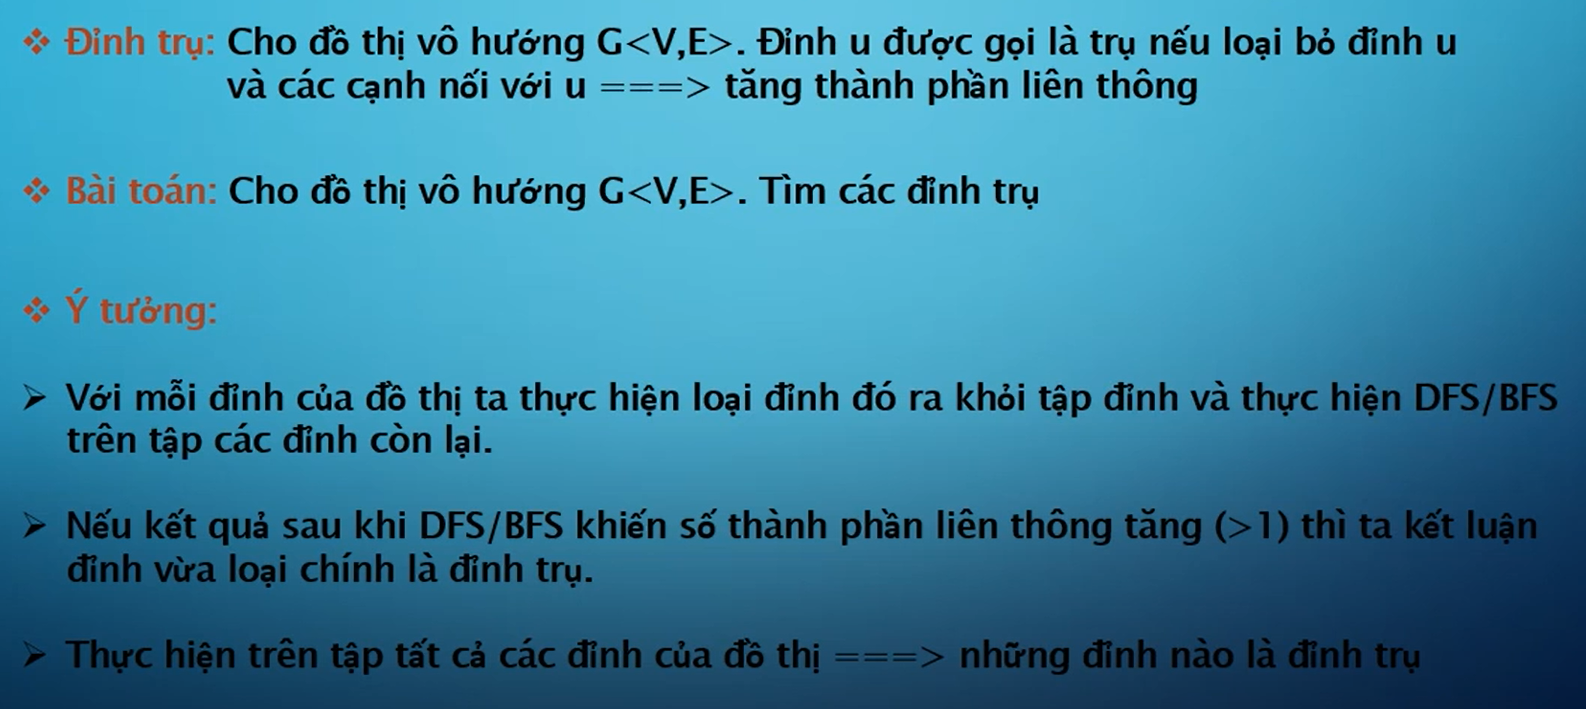 ❖ Đỉnh trụ: Cho đồ thị vô hướng G<V,E>. Đỉnh u được gọi là trụ nếu loại bỏ đỉnh u
và các cạnh nối với u ===> tăng thành phần liên thông
❖ Bài toán: Cho đồ thị vô hướng G<V,E>. Tìm các đỉnh trụ
❖ Ý tưởng:
➢ Với mỗi đỉnh của đồ thị ta thực hiện loại đỉnh đó ra khỏi tập đỉnh và thực hiện DFS/BFS
trên tập các đỉnh còn lại.
➢ Nếu kết quả sau khi DFS/BFS khiến số thành phần liên thông tăng (>1) thì ta kết luận
đỉnh vừa loại chính là đỉnh trụ.
➢ Thực hiện trên tập tất cả các đỉnh của đồ thị ===> những đỉnh nào là đỉnh trụ